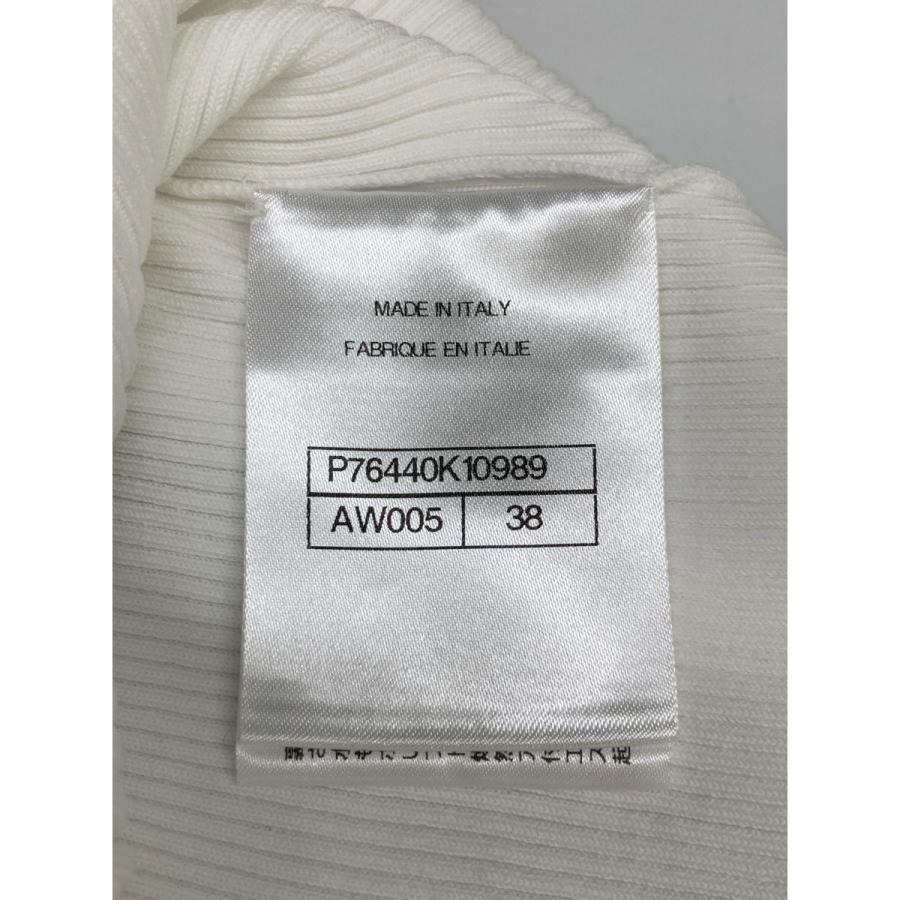 MADE IN ITALY
FABRIQUE EN ITALIE
P76440K10989
AW005 38